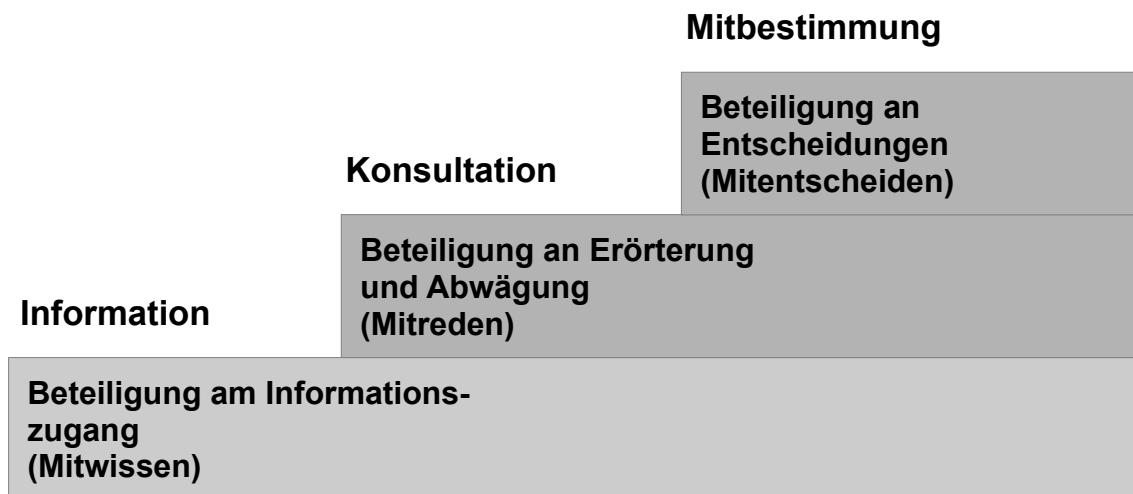 Mitbestimmung
Beteiligung an
Entscheidungen
(Mitentscheiden)
Konsultation
Beteiligung an Erörterung
und Abwägung
(Mitreden)
Information
Beteiligung am Informations-
zugang
(Mitwissen)